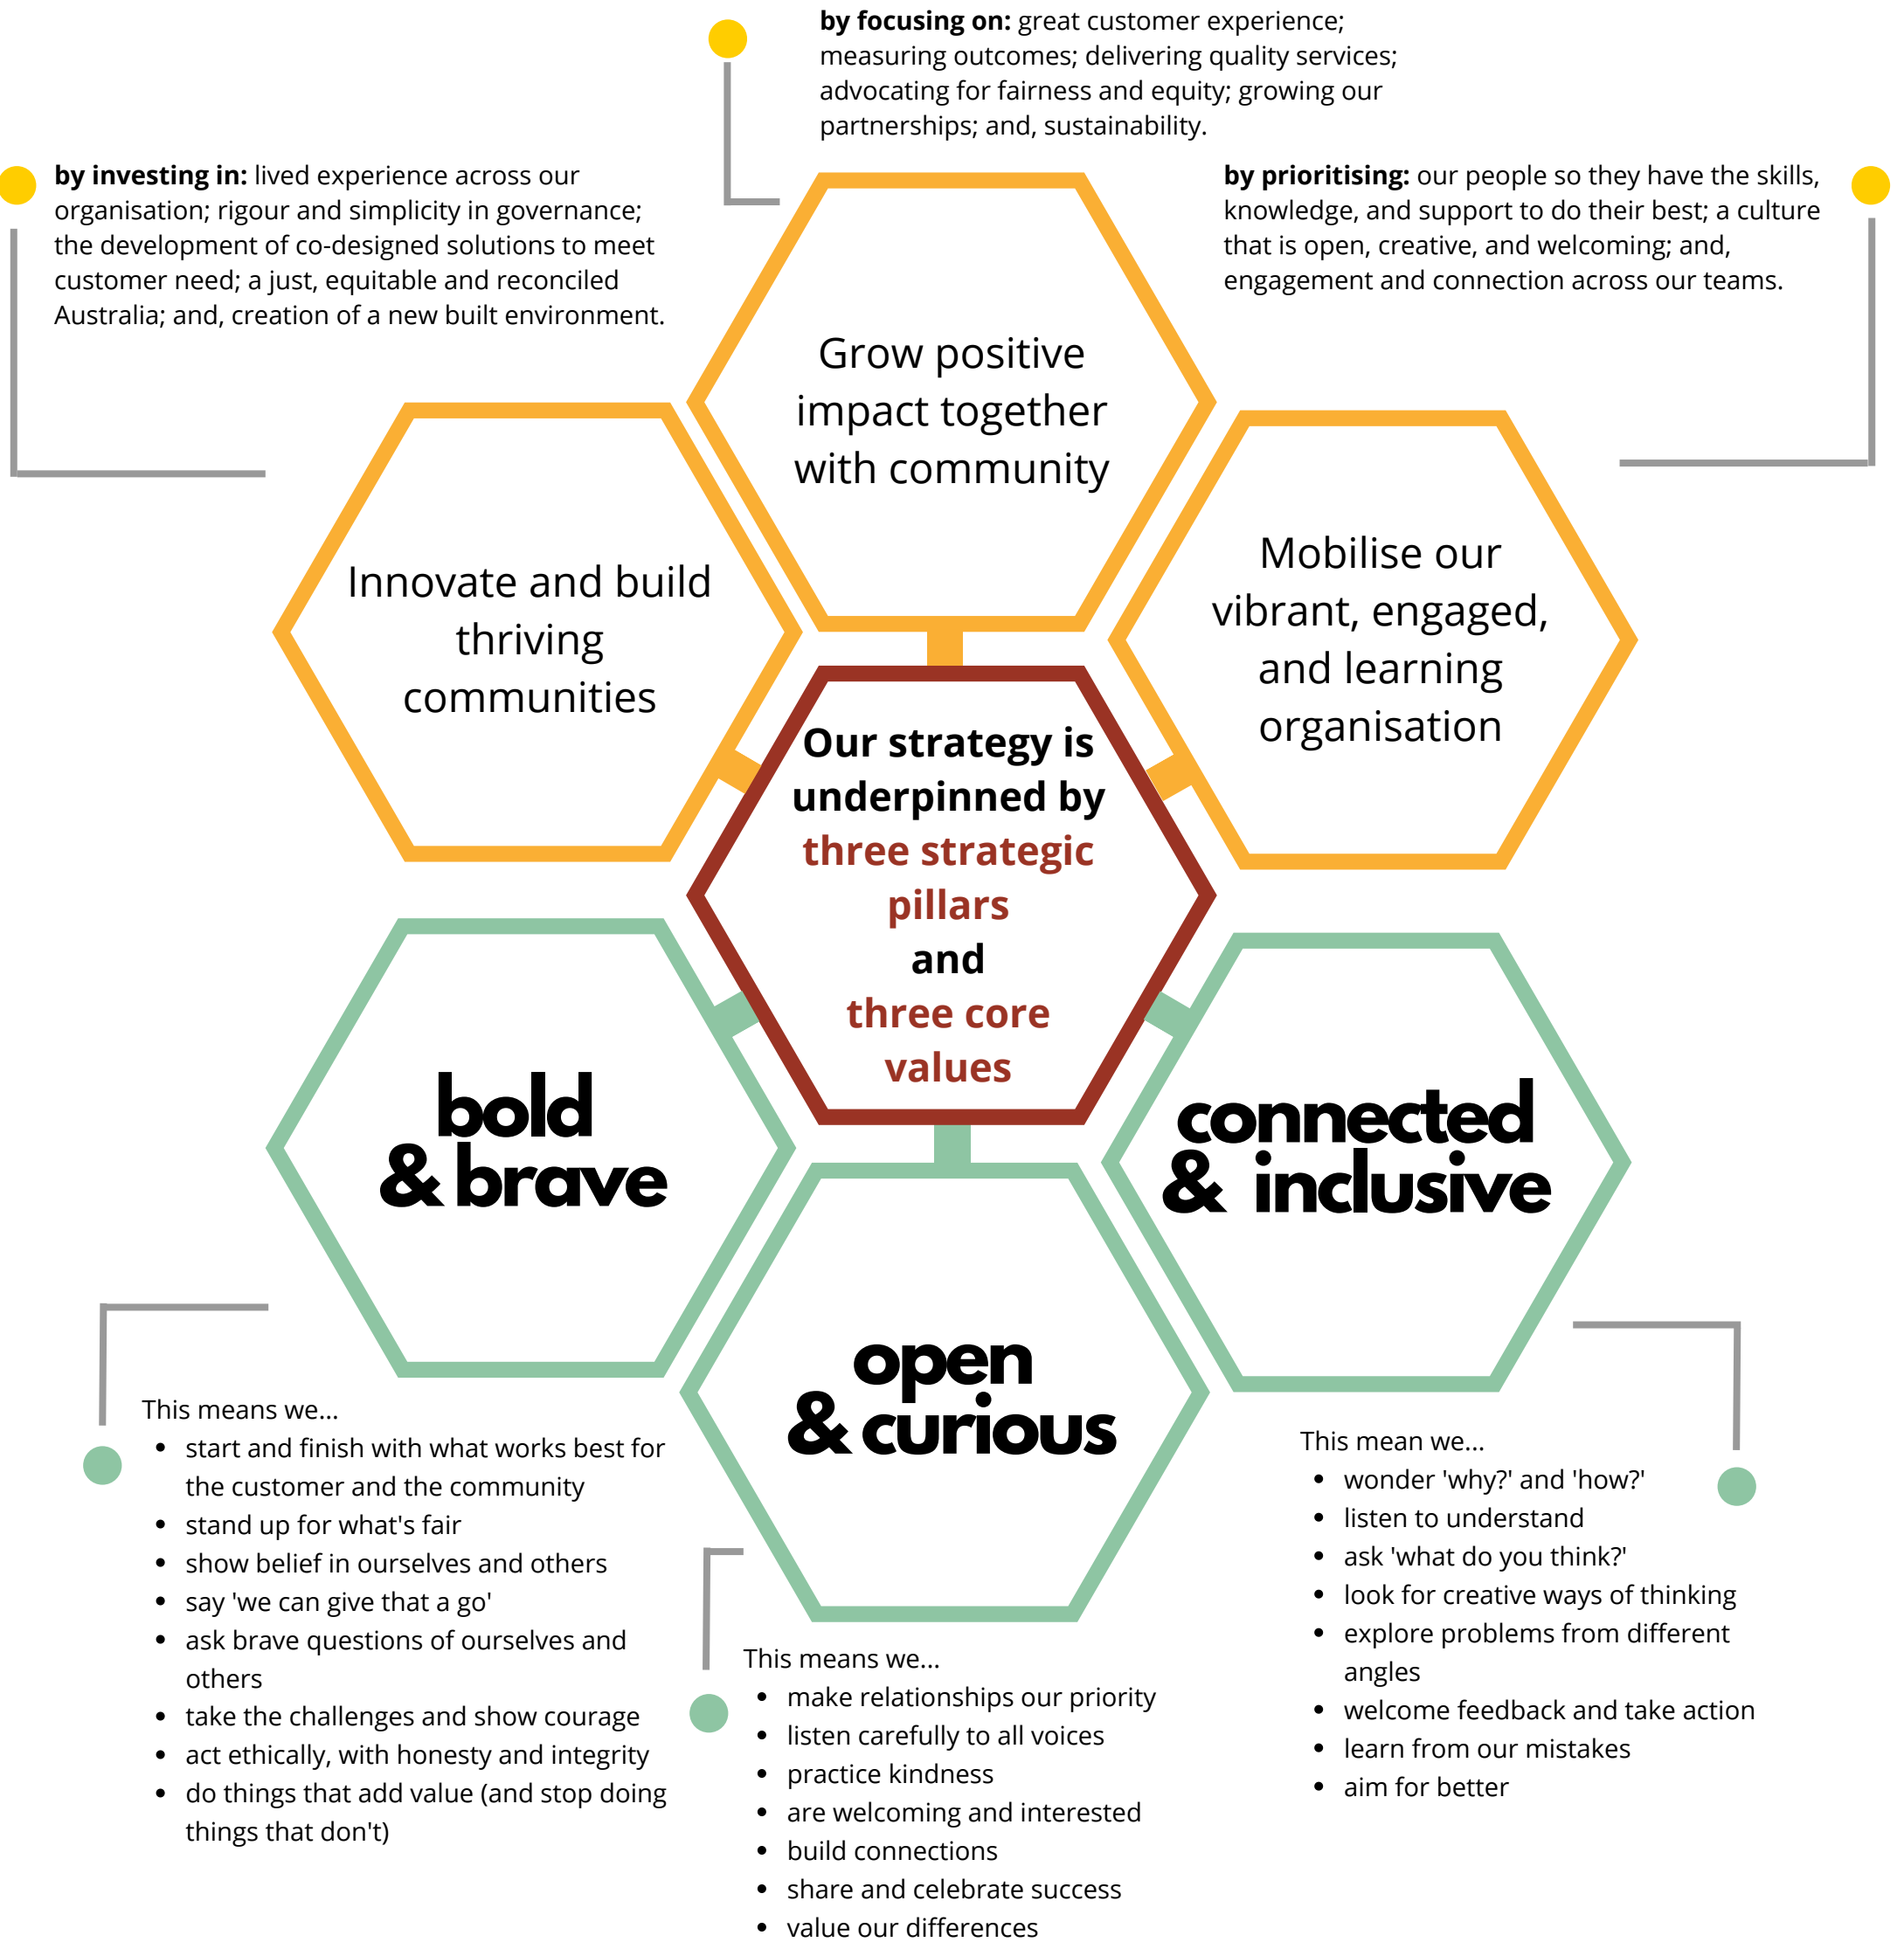 by focusing on: great customer experience;
measuring outcomes; delivering quality services;
advocating for fairness and equity; growing our
partnerships; and, sustainability.
by investing in: lived experience across our
organisation; rigour and simplicity in governance;
the development of co-designed solutions to meet
customer need; a just, equitable and reconciled
Australia; and, creation of a new built environment.
by prioritising: our people so they have the skills,
knowledge, and support to do their best; a culture
that is open, creative, and welcoming; and,
engagement and connection across our teams.
Grow positive
impact together
with community
Innovate and build
thriving
communities
Mobilise our
vibrant, engaged,
and learning
organisation
Our strategy is
underpinned by
three strategic
pillars
and
three core
values
bold
& brave
connected
& inclusive
open
& curious
This means we...
• start and finish with what works best for
the customer and the community
• stand up for what's fair
• show belief in ourselves and others
• say 'we can give that a go'
• ask brave questions of ourselves and
others
• take the challenges and show courage
• act ethically, with honesty and integrity
• do things that add value (and stop doing
things that don't)
This means we...
• make relationships our priority
• listen carefully to all voices
• practice kindness
• are welcoming and interested
• build connections
• share and celebrate success
• value our differences
This mean we...
• wonder 'why?' and 'how?'
• listen to understand
• ask 'what do you think?'
• look for creative ways of thinking
• explore problems from different
angles
• welcome feedback and take action
• learn from our mistakes
• aim for better